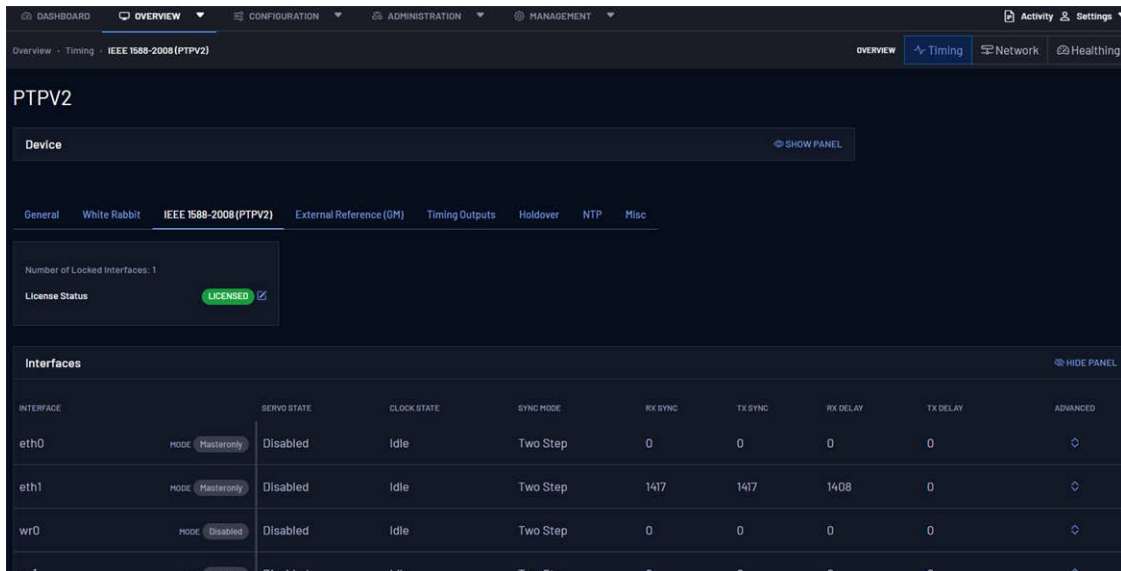 DASHBOARD OVERVIEW CONFIGURATION ADMINISTRATION MANAGEMENT Activity Settings
Overview · Timing · IEEE 1588-2008 (PTPV2) OVERVIEW Timing Network Healthing
PTPV2
Device SHOW PANEL
General White Rabbit IEEE 1588-2008 (PTPV2) External Reference (GM) Timing Outputs Holdover NTP Misc
Number of Locked Interfaces: 1
License Status LICENSED
Interfaces HIDE PANEL
INTERFACE SERVO STATE CLOCK STATE SYNC MODE RX SYNC TX SYNC RX DELAY TX DELAY ADVANCED
eth0 MODE Masteronly Disabled Idle Two Step 0 0 0 0
eth1 MODE Masteronly Disabled Idle Two Step 1417 1417 1408 0
wr0 MODE Disabled Disabled Idle Two Step 0 0 0 0